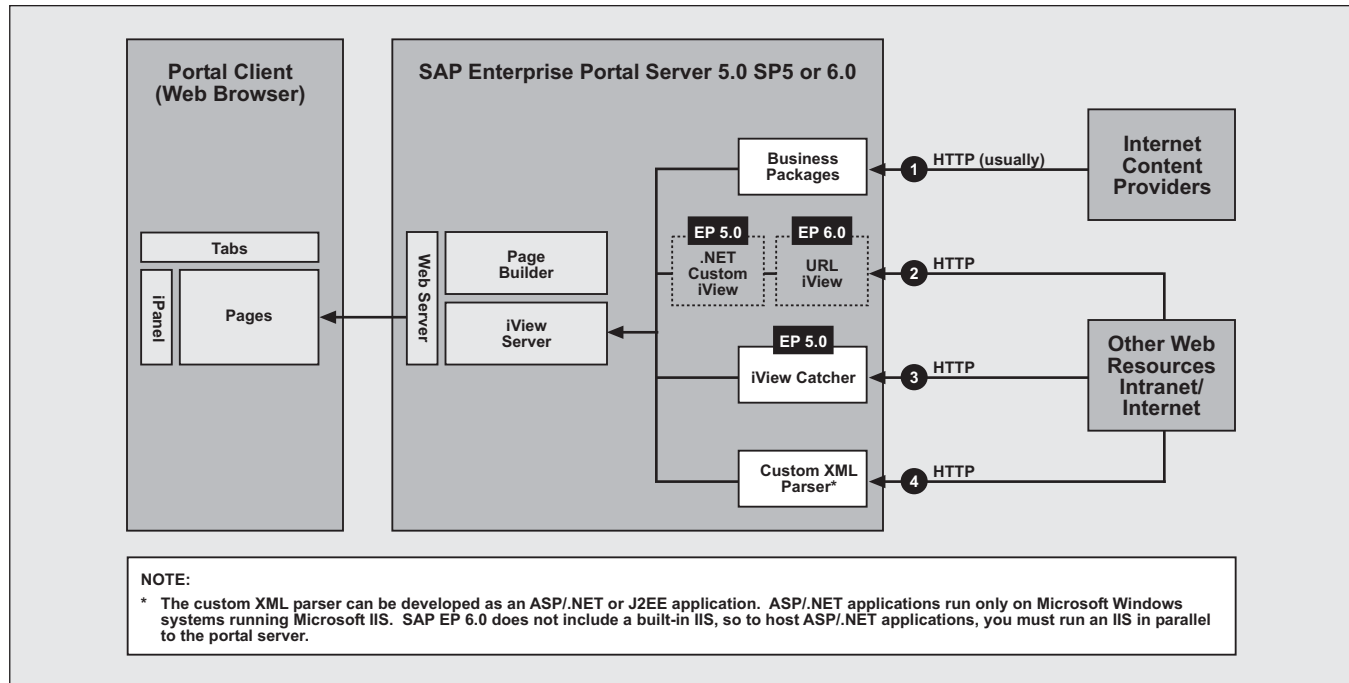 Portal Client
(Web Browser)
Tabs
iPanel
Pages
SAP Enterprise Portal Server 5.0 SP5 or 6.0
Web Server
Page
Builder
iView
Server
Business
Packages
EP 5.0
.NET
Custom
iView
EP 6.0
URL
iView
EP 5.0
iView Catcher
Custom XML
Parser*
1 HTTP (usually)
2 HTTP
3 HTTP
4 HTTP
Internet
Content
Providers
Other Web
Resources
Intranet/
Internet
NOTE:
* The custom XML parser can be developed as an ASP/.NET or J2EE application. ASP/.NET applications run only on Microsoft Windows
systems running Microsoft IIS. SAP EP 6.0 does not include a built-in IIS, so to host ASP/.NET applications, you must run an IIS in parallel
to the portal server.